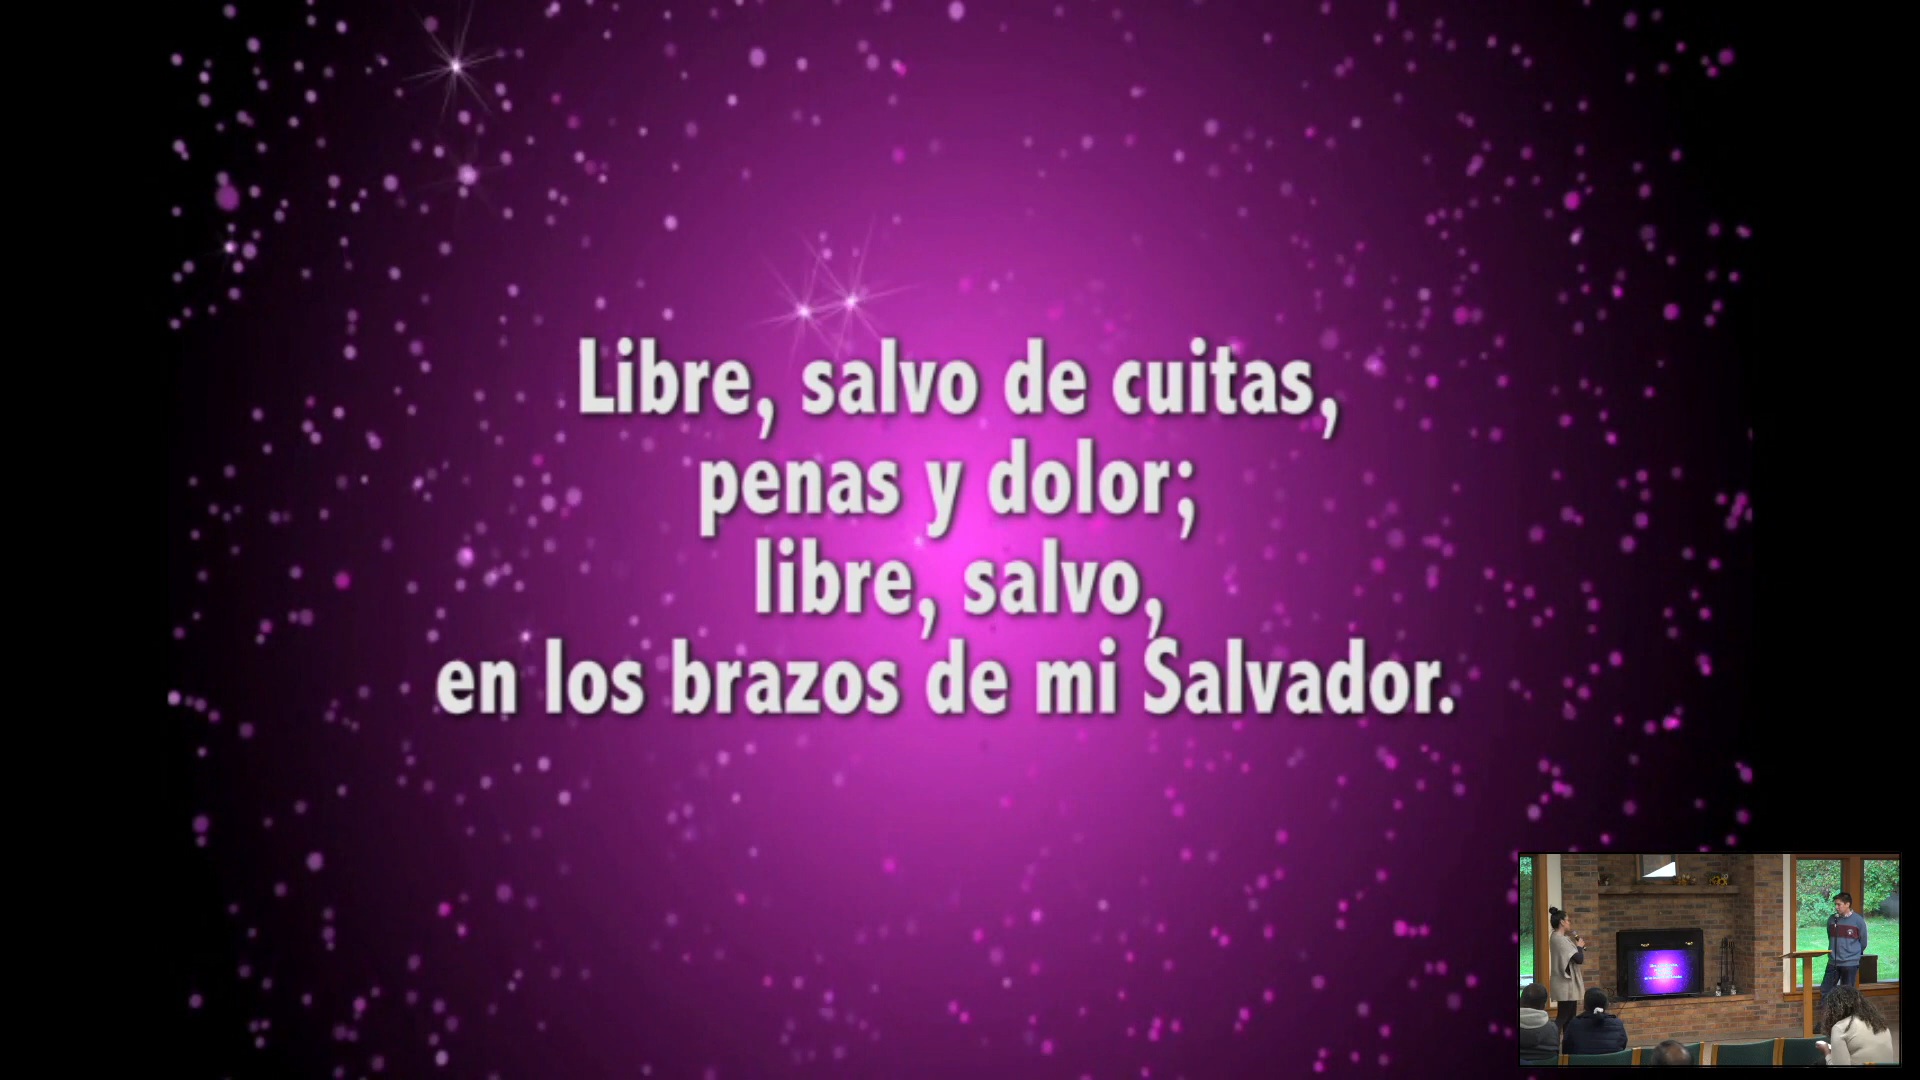 Libre, salvo de cuitas,
penas y dolor;
libre, salvo,
en los brazos de mi Salvador.